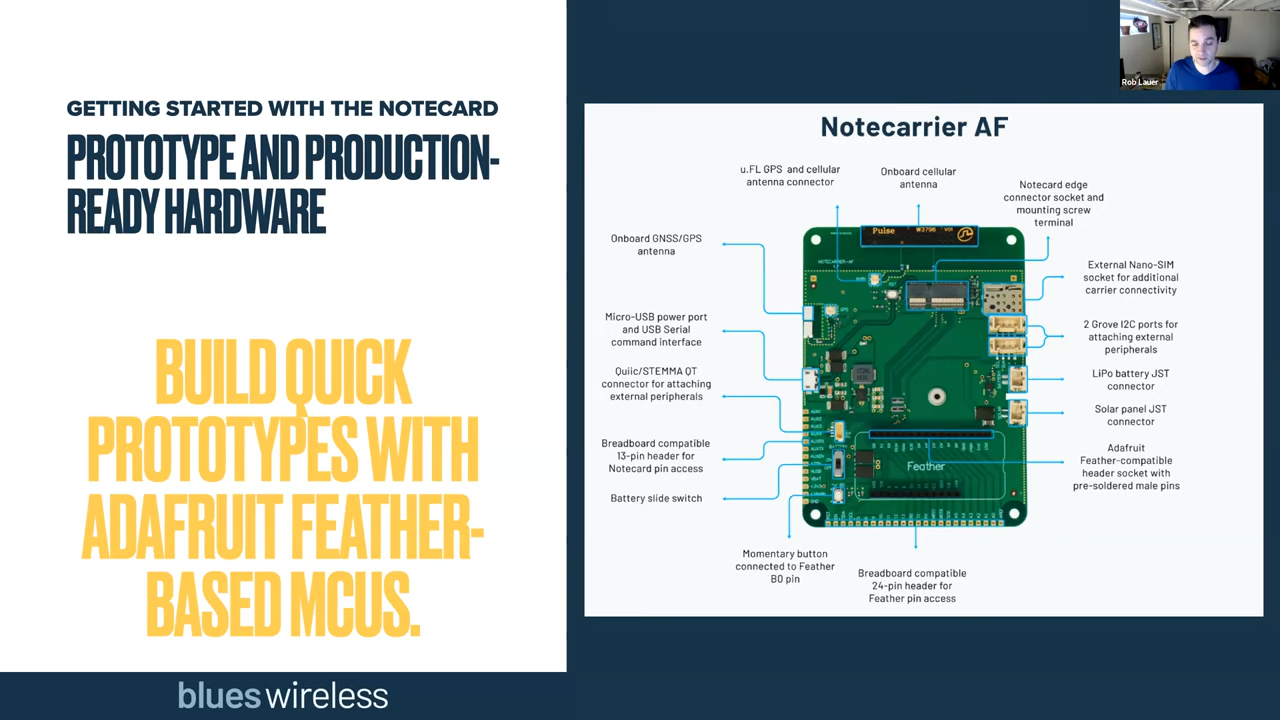 GETTING STARTED WITH THE NOTECARD
PROTOTYPE AND PRODUCTION-
READY HARDWARE
BUILD QUICK
PROTOTYPES WITH
ADAFRUIT FEATHER-
BASED MCUS.
blues wireless
Rob Lauer
Notecarrier AF
u.FL GPS and cellular
antenna connector
Onboard cellular
antenna
Notecard edge
connector socket and
mounting screw
terminal
Onboard GNSS/GPS
antenna
External Nano-SIM
socket for additional
carrier connectivity
Micro-USB power port
and USB Serial
command interface
2 Grove I2C ports for
attaching external
peripherals
Quiic/STEMMA QT
connector for attaching
external peripherals
LiPo battery JST
connector
Solar panel JST
connector
Breadboard compatible
13-pin header for
Notecard pin access
Adafruit
Feather-compatible
header socket with
pre-soldered male pins
Battery slide switch
Momentary button
connected to Feather
B0 pin
Breadboard compatible
24-pin header for
Feather pin access
Pulse W3796
NOTECARRIER-AF
Feather